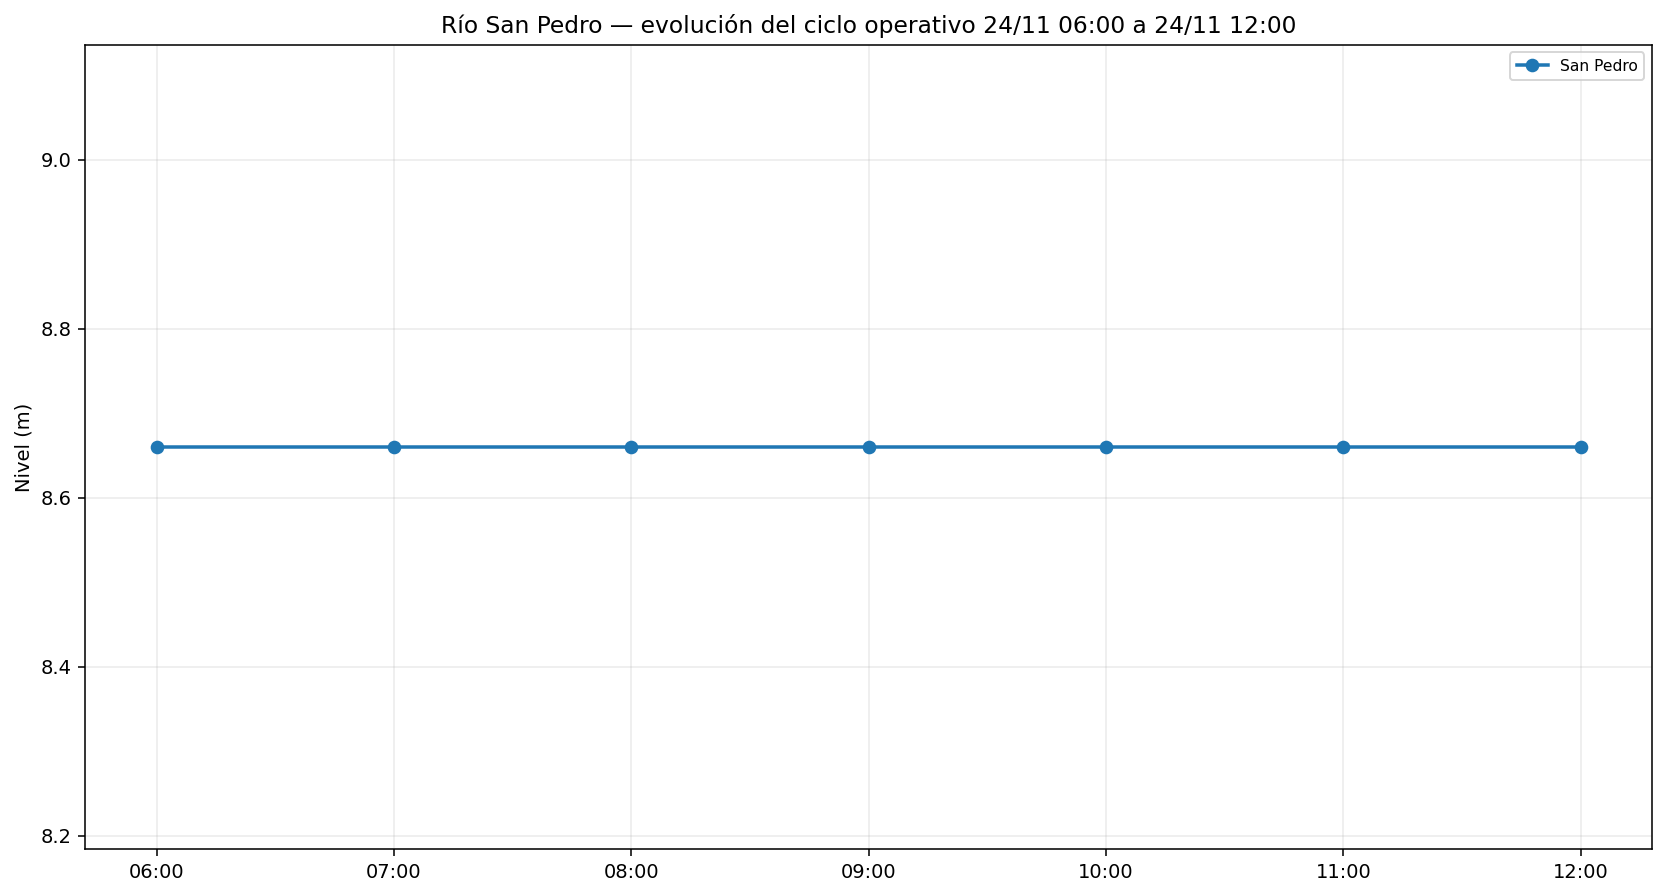 Río San Pedro — evolución del ciclo operativo 24/11 06:00 a 24/11 12:00
San Pedro
Nivel (m)
9.0
8.8
8.6
8.4
8.2
06:00 07:00 08:00 09:00 10:00 11:00 12:00